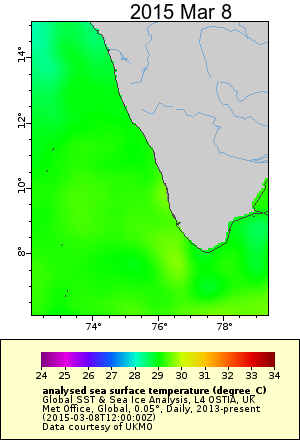 2015 Mar 8
14°
12°
10°
8°
74° 76° 78°
24 25 26 27 28 29 30 31 32 33 34
analysed sea surface temperature (degree_C)
Global SST & Sea Ice Analysis, L4 OSTIA, UK
Met Office, Global, 0.05°, Daily, 2013-present
(2015-03-08T12:00:00Z)
Data courtesy of UKMO